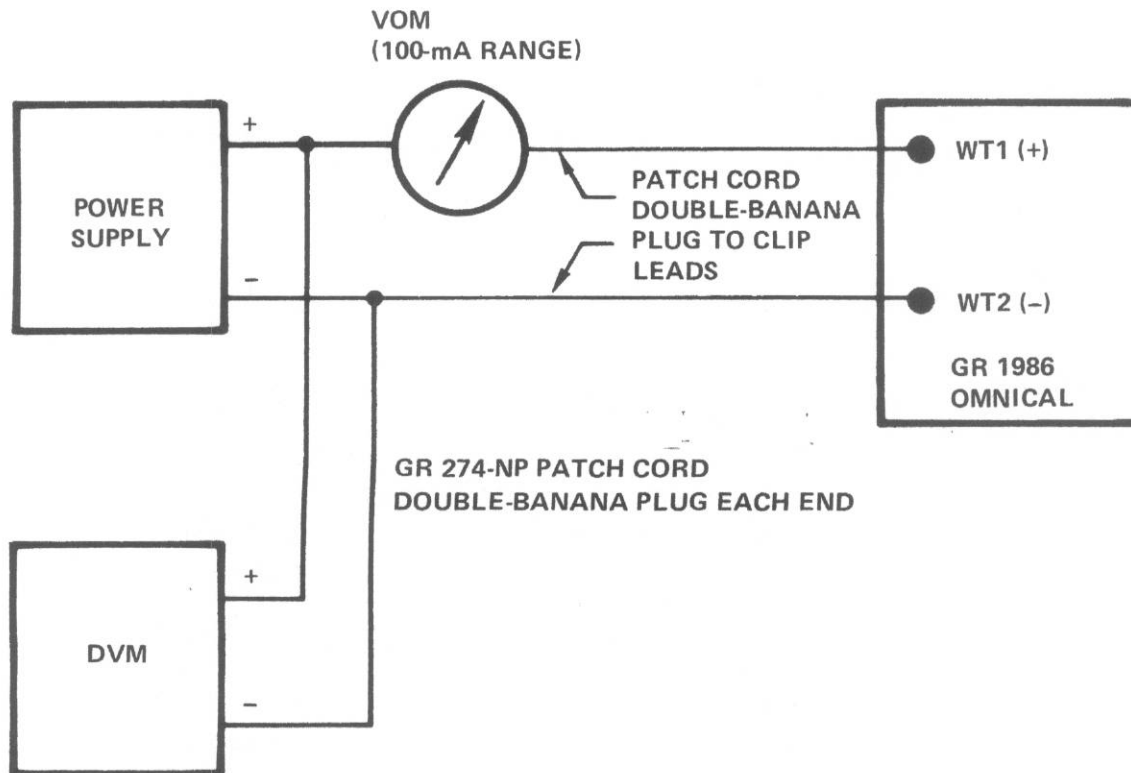 VOM
(100-mA RANGE)
+
POWER
SUPPLY
-
PATCH CORD
DOUBLE-BANANA
PLUG TO CLIP
LEADS
WT1 (+)
WT2 (–)
GR 1986
OMNICAL
GR 274-NP PATCH CORD
DOUBLE-BANANA PLUG EACH END
+
DVM
-